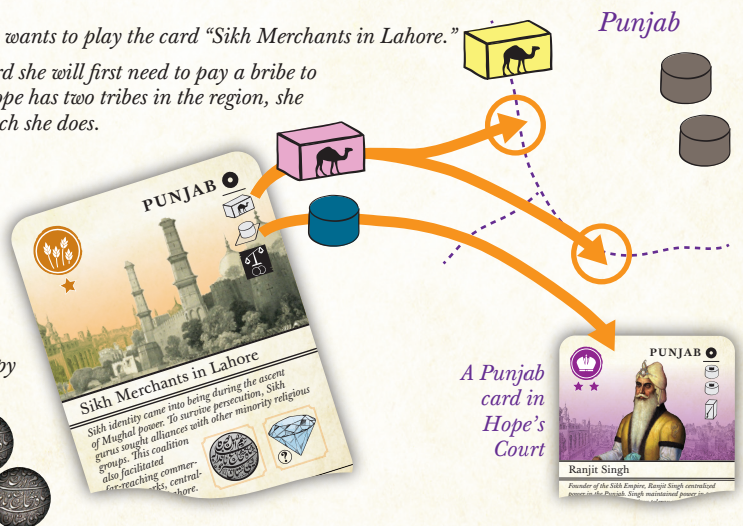 wants to play the card “Sikh Merchants in Lahore.”
Punjab
she will first need to pay a bribe to
has two tribes in the region, she
she does.
PUNJAB
Sikh Merchants in Lahore
Sikh identity came into being during the ascent
of Mughal power. To survive persecution, Sikh
gurus sought alliances with other minority religious
groups. This coalition
also facilitated
far-reaching commer-
?
A Punjab
card in
Hope’s
Court
PUNJAB
Ranjit Singh
Founder of the Sikh Empire, Ranjit Singh centralized
power in the Punjab. Singh maintained power in